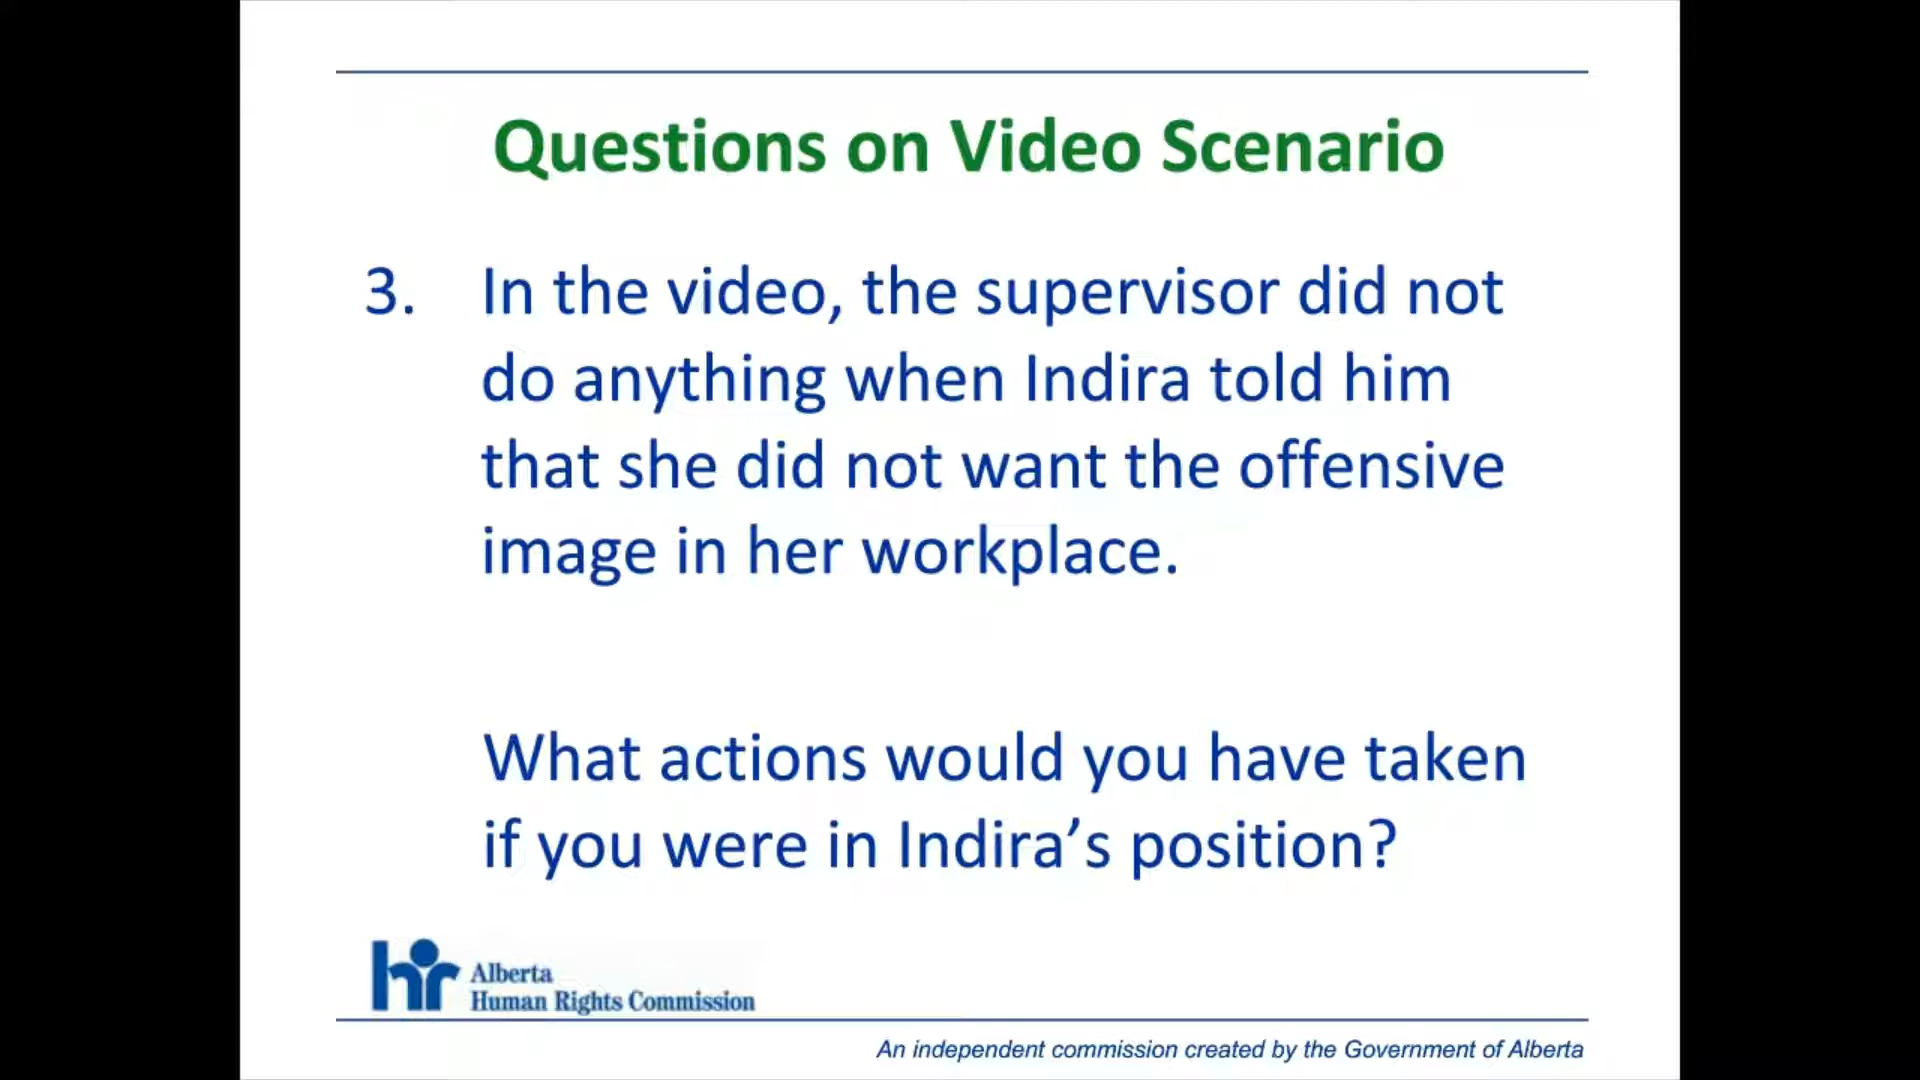 Questions on Video Scenario
3. In the video, the supervisor did not
do anything when Indira told him
that she did not want the offensive
image in her workplace.
What actions would you have taken
if you were in Indira’s position?
hr
Alberta
Human Rights Commission
An independent commission created by the Government of Alberta